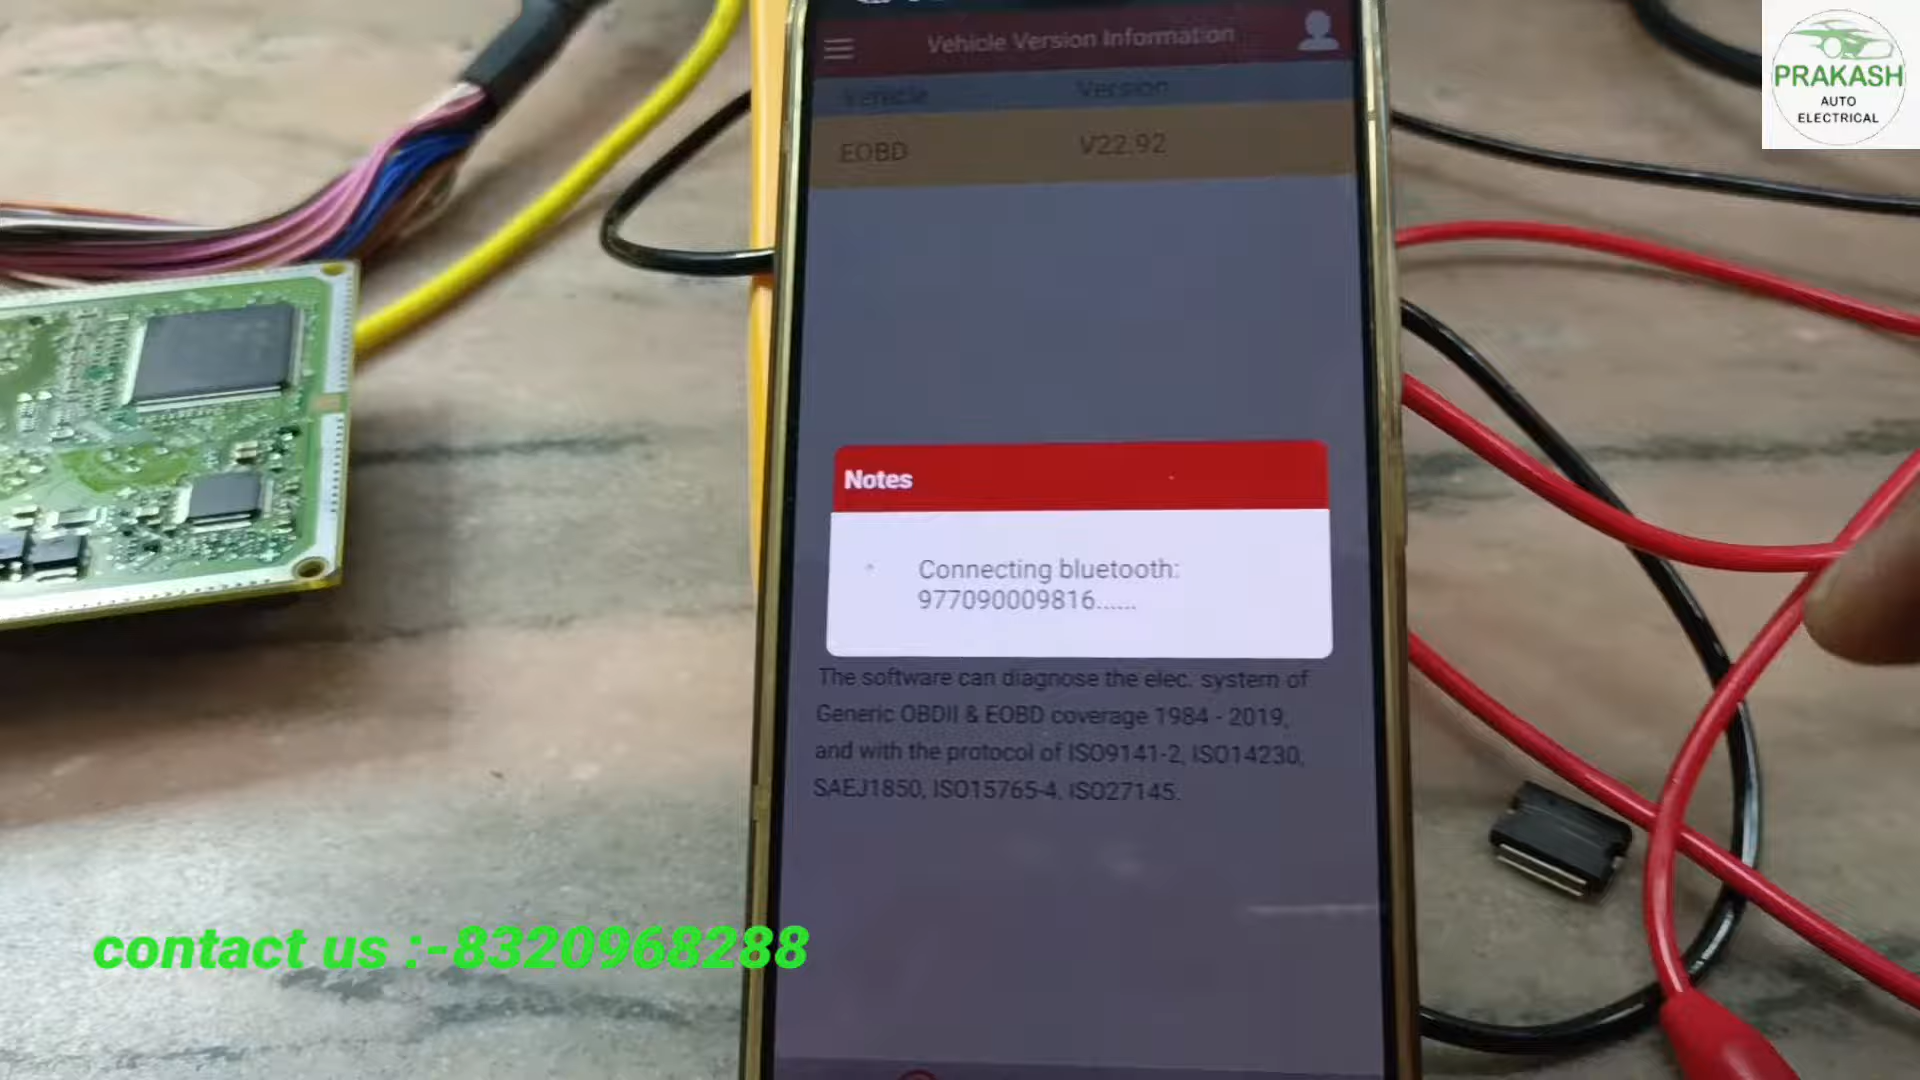 Vehicle Version Information
Vehicle Version
EOBD V22.92
Notes
Connecting bluetooth:
977090009816......
The software can diagnose the elec. system of
Generic OBDII & EOBD coverage 1984 - 2019,
and with the protocol of ISO9141-2, ISO14230,
SAEJ1850, ISO15765-4, ISO27145.
PRAKASH
AUTO
ELECTRICAL
contact us :-8320968288